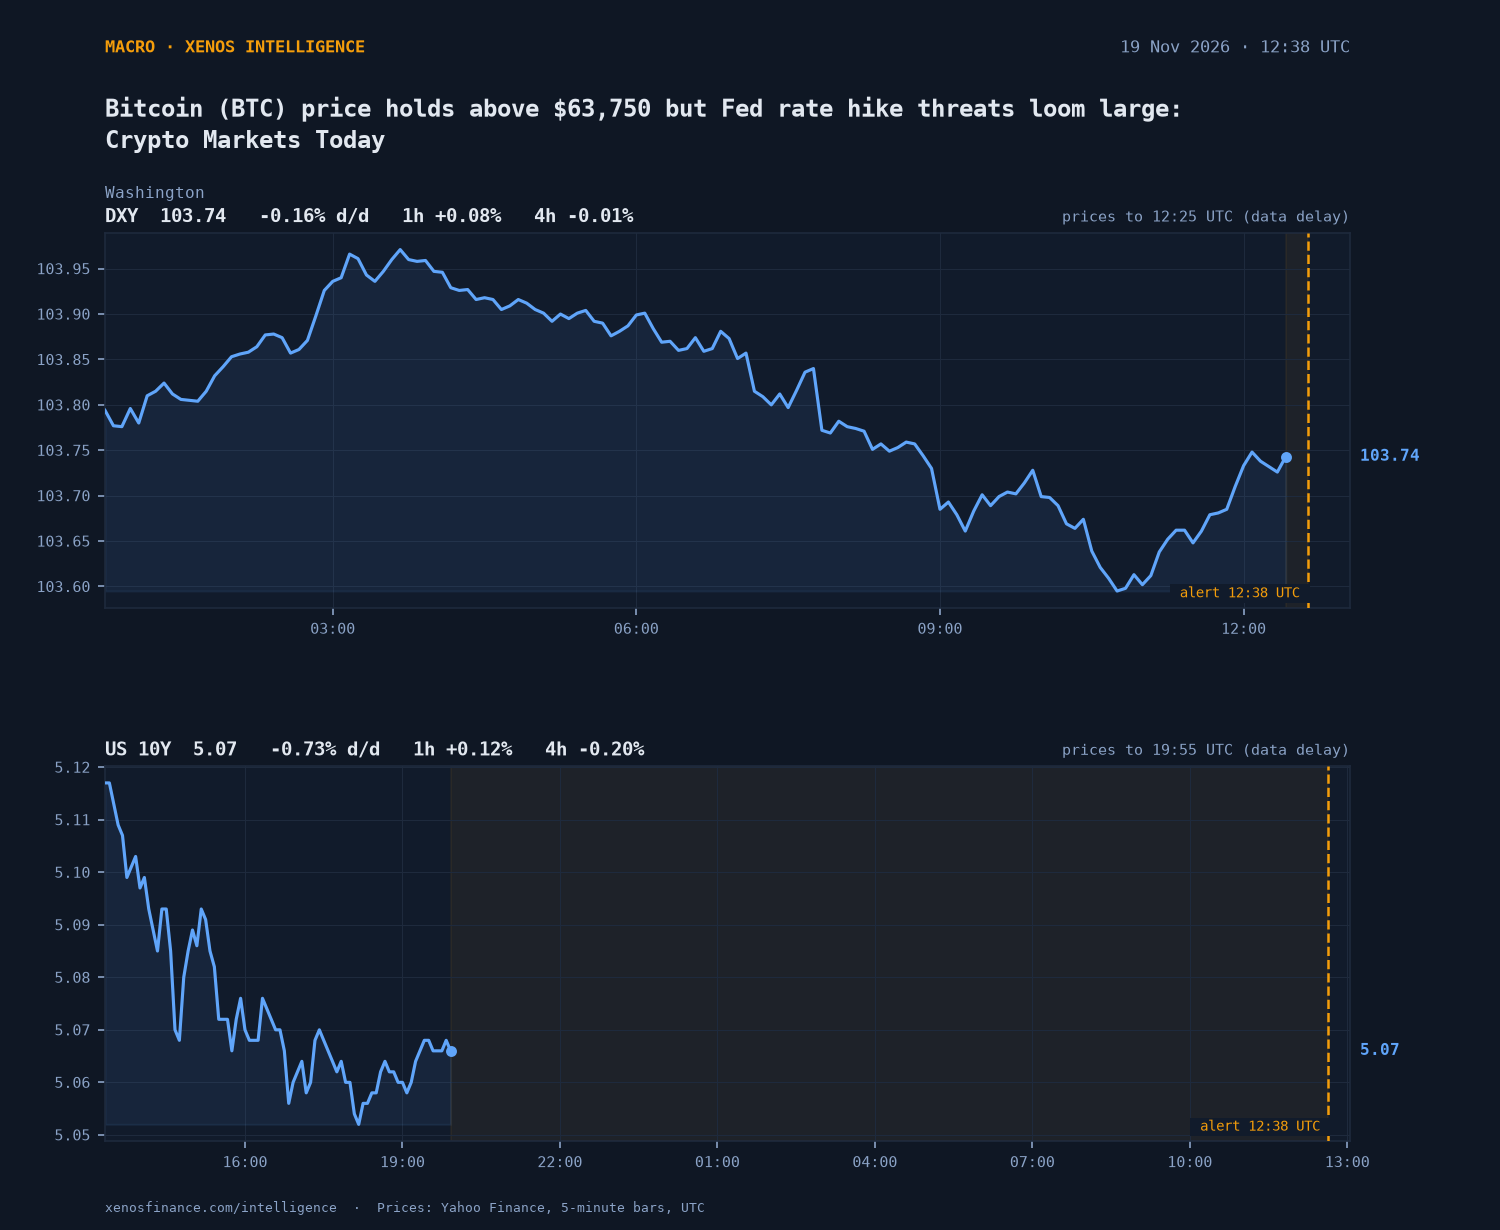 MACRO · XENOS INTELLIGENCE
19 Nov 2026 · 12:38 UTC
Bitcoin (BTC) price holds above $63,750 but Fed rate hike threats loom large:
Crypto Markets Today
Washington
DXY 103.74 -0.16% d/d 1h +0.08% 4h -0.01%
prices to 12:25 UTC (data delay)
103.95
103.90
103.85
103.80
103.75
103.70
103.65
103.60
103.74
alert 12:38 UTC
03:00 06:00 09:00 12:00
US 10Y 5.07 -0.73% d/d 1h +0.12% 4h -0.20%
prices to 19:55 UTC (data delay)
5.12
5.11
5.10
5.09
5.08
5.07
5.06
5.05
5.07
alert 12:38 UTC
16:00 19:00 22:00 01:00 04:00 07:00 10:00 13:00
xenosfinance.com/intelligence · Prices: Yahoo Finance, 5-minute bars, UTC